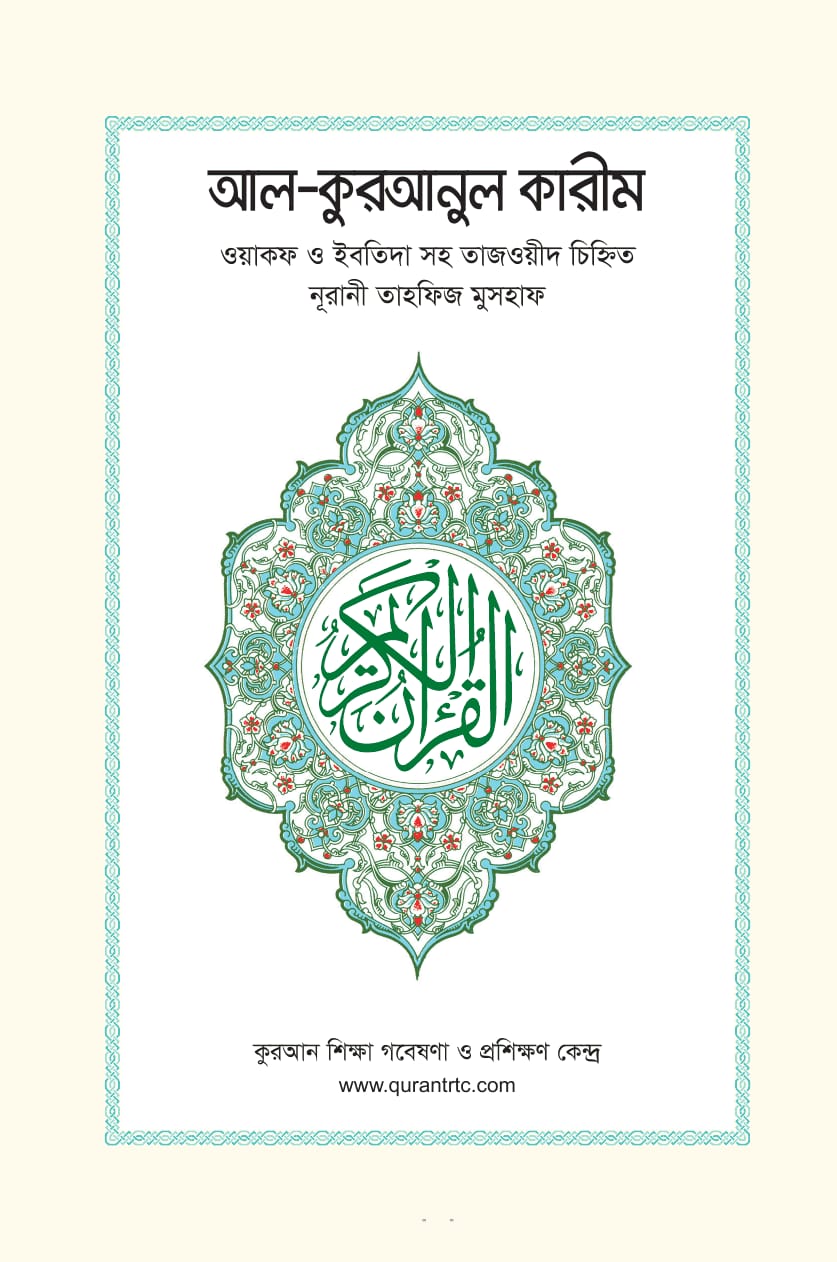 আল-কুরআনুল কারীম
ওয়াকফ ও ইবতিদা সহ তাজওয়ীদ চিহ্নিত
নূরানী তাহফিজ মুসহাফ
القرآن الكريم
কুরআন শিক্ষা গবেষণা ও প্রশিক্ষণ কেন্দ্র
www.qurantrtc.com